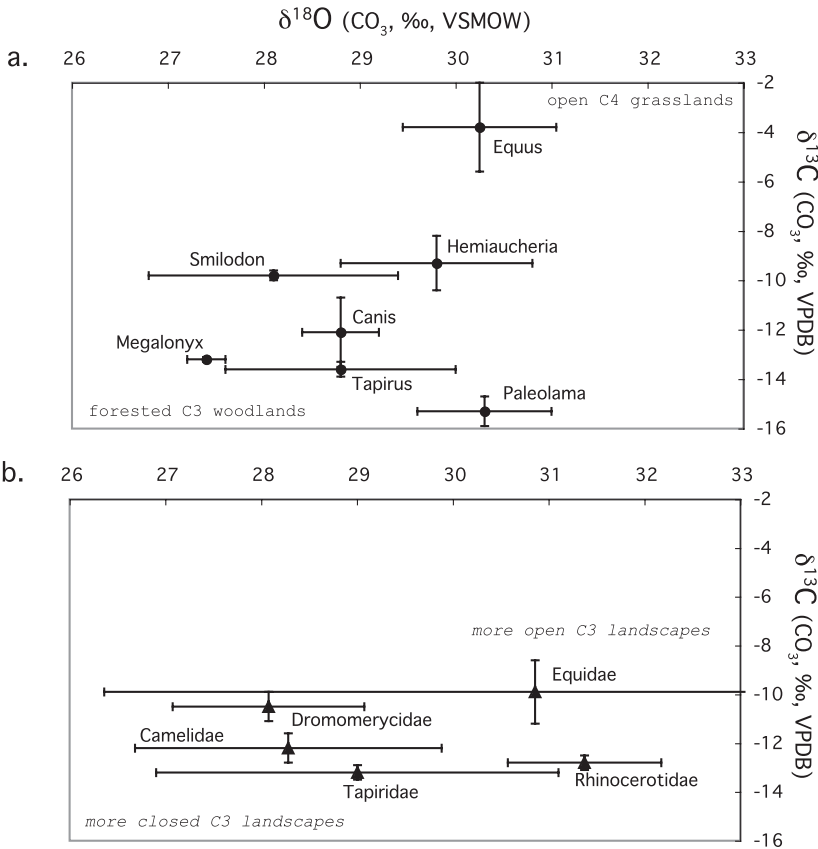 δ18O (CO3, ‰, VSMOW)
a.
26 27 28 29 30 31 32 33
-2
open C4 grasslands
-4
Equus
-6
-8
Hemiaucheria
Smilodon
-10
Canis
-12
Megalonyx
Tapirus
-14
Paleolama
forested C3 woodlands
-16
δ13C (CO3, ‰, VPDB)
b.
26 27 28 29 30 31 32 33
-2
-4
-6
more open C3 landscapes
-8
Equidae
-10
Dromomerycidae
Camelidae
-12
Rhinocerotidae
Tapiridae
-14
more closed C3 landscapes
-16
δ13C (CO3, ‰, VPDB)